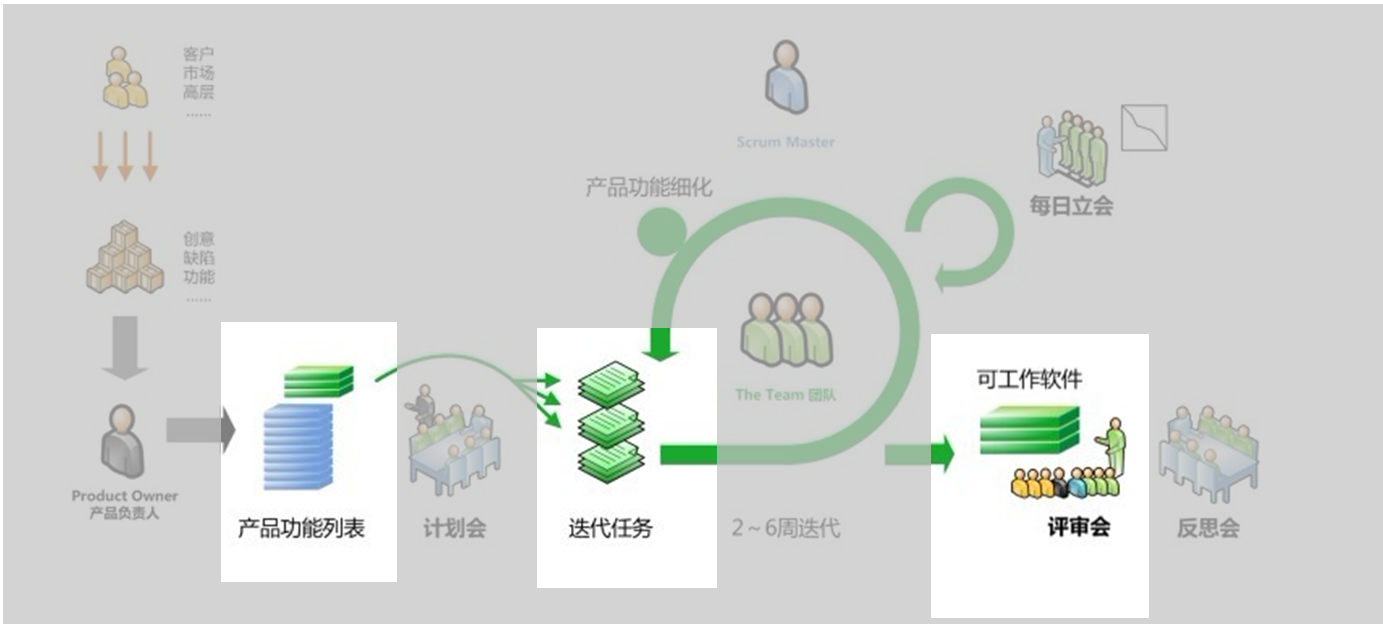 客户
市场
高层
......
Scrum Master
每日立会
产品功能细化
创意
缺陷
功能
......
The Team 团队
可工作软件
Product Owner
产品负责人
产品功能列表
计划会
迭代任务
2～6周迭代
评审会
反思会